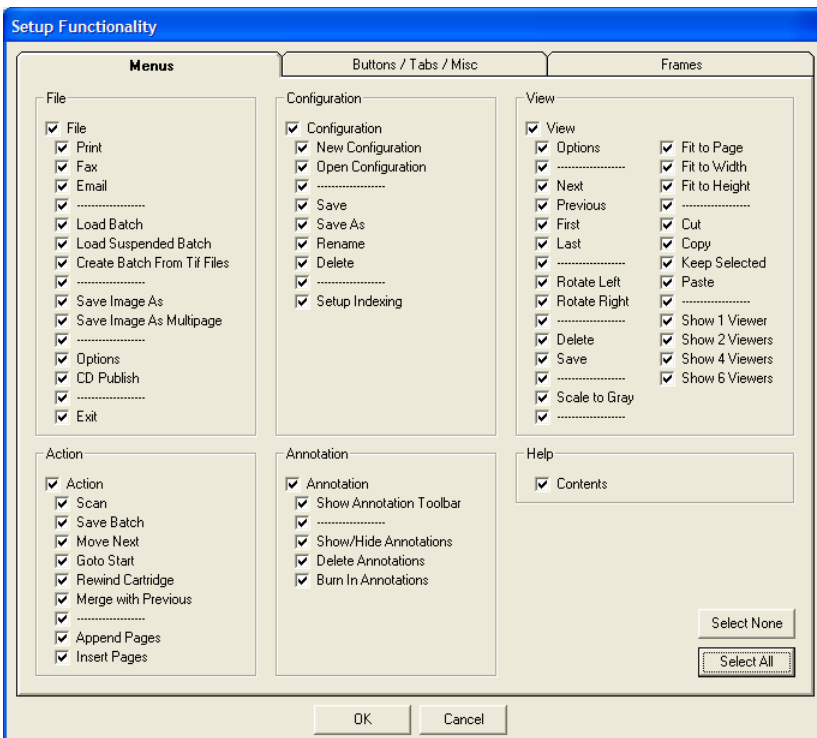 Setup Functionality
Menus
Buttons / Tabs / Misc
Frames
File
File
Print
Fax
Email
-------------------
Load Batch
Load Suspended Batch
Create Batch From Tif Files
-------------------
Save Image As
Save Image As Multipage
-------------------
Options
CD Publish
-------------------
Exit
Configuration
Configuration
New Configuration
Open Configuration
-------------------
Save
Save As
Rename
Delete
-------------------
Setup Indexing
View
View
Options
-------------------
Next
Previous
First
Last
-------------------
Rotate Left
Rotate Right
-------------------
Delete
Save
-------------------
Scale to Gray
-------------------
Fit to Page
Fit to Width
Fit to Height
-------------------
Cut
Copy
Keep Selected
Paste
-------------------
Show 1 Viewer
Show 2 Viewers
Show 4 Viewers
Show 6 Viewers
Action
Action
Scan
Save Batch
Move Next
Goto Start
Rewind Cartridge
Merge with Previous
-------------------
Append Pages
Insert Pages
Annotation
Annotation
Show Annotation Toolbar
-------------------
Show/Hide Annotations
Delete Annotations
Burn In Annotations
Help
Contents
Select None
Select All
OK
Cancel